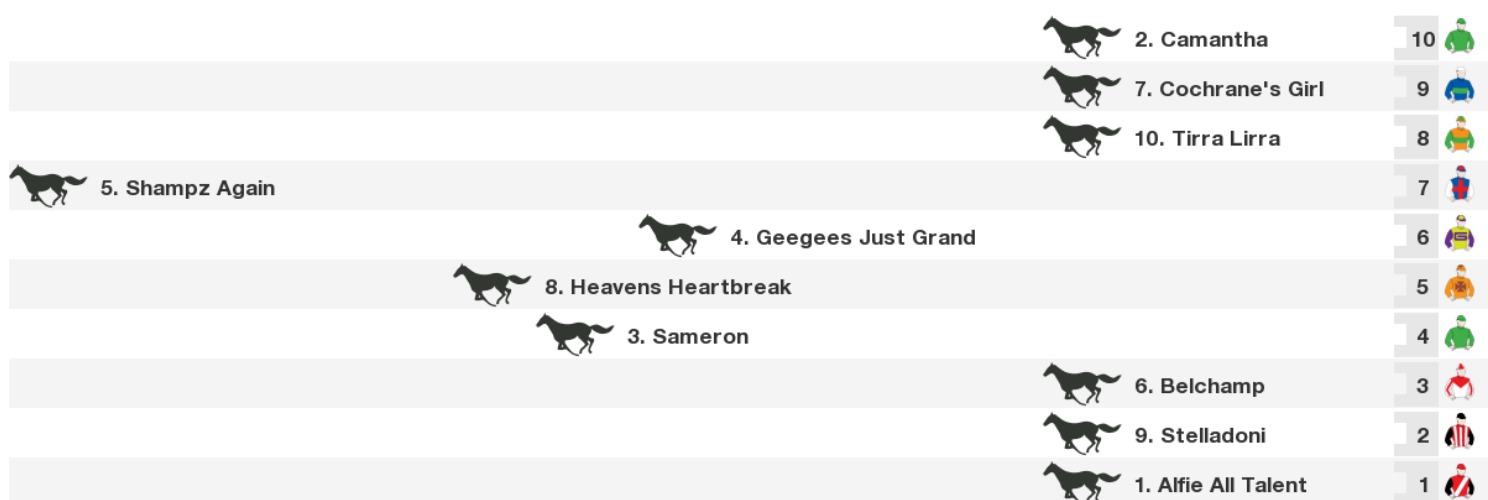 2. Camantha 10
7. Cochrane's Girl 9
10. Tirra Lirra 8
5. Shampz Again 7
4. Geegees Just Grand 6
8. Heavens Heartbreak 5
3. Sameron 4
6. Belchamp 3
9. Stelladoni 2
1. Alfie All Talent 1